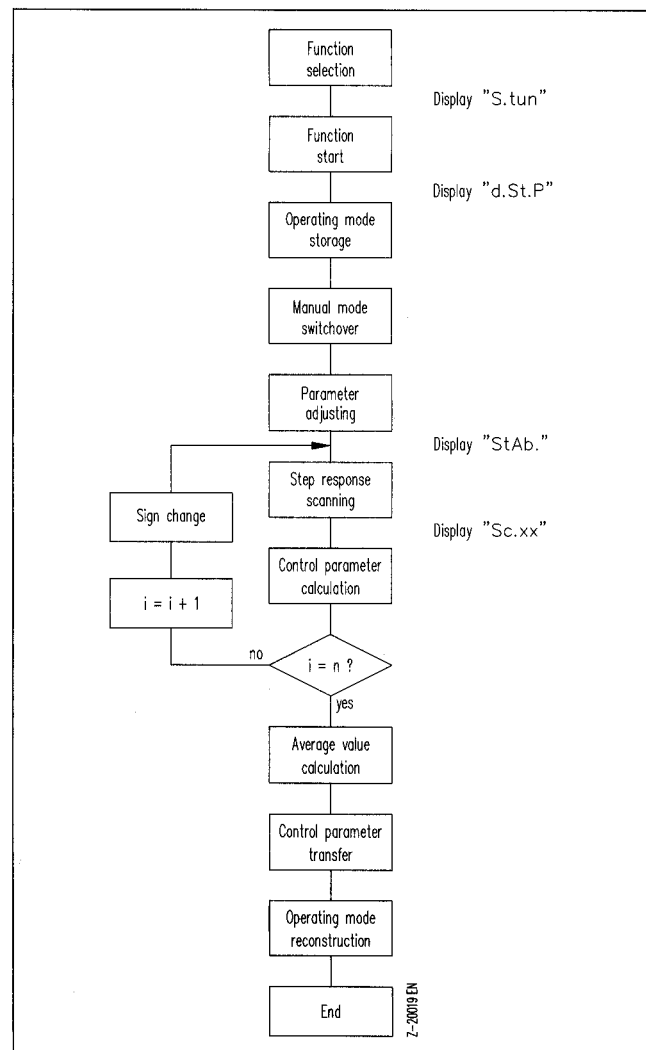 Function
selection
Display "S.tun"
Function
start
Display "d.St.P"
Operating mode
storage
Manual mode
switchover
Parameter
adjusting
Display "StAb."
Step response
scanning
Sign change
Display "Sc.xx"
Control parameter
calculation
i = i + 1
no
i = n ?
yes
Average value
calculation
Control parameter
transfer
Operating mode
reconstruction
End
Z-20019 EN